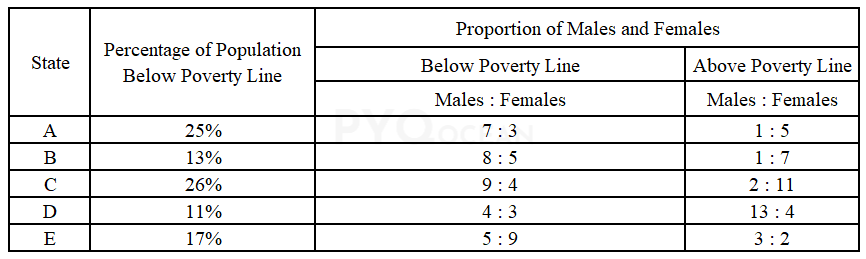 Proportion of Males and Females
State
Percentage of Population
Below Poverty Line
Below Poverty Line
Above Poverty Line
Males : Females
Males : Females
A 25% 7 : 3 1 : 5
B 13% 8 : 5 1 : 7
C 26% 9 : 4 2 : 11
D 11% 4 : 3 13 : 4
E 17% 5 : 9 3 : 2
PYQ OCEAN